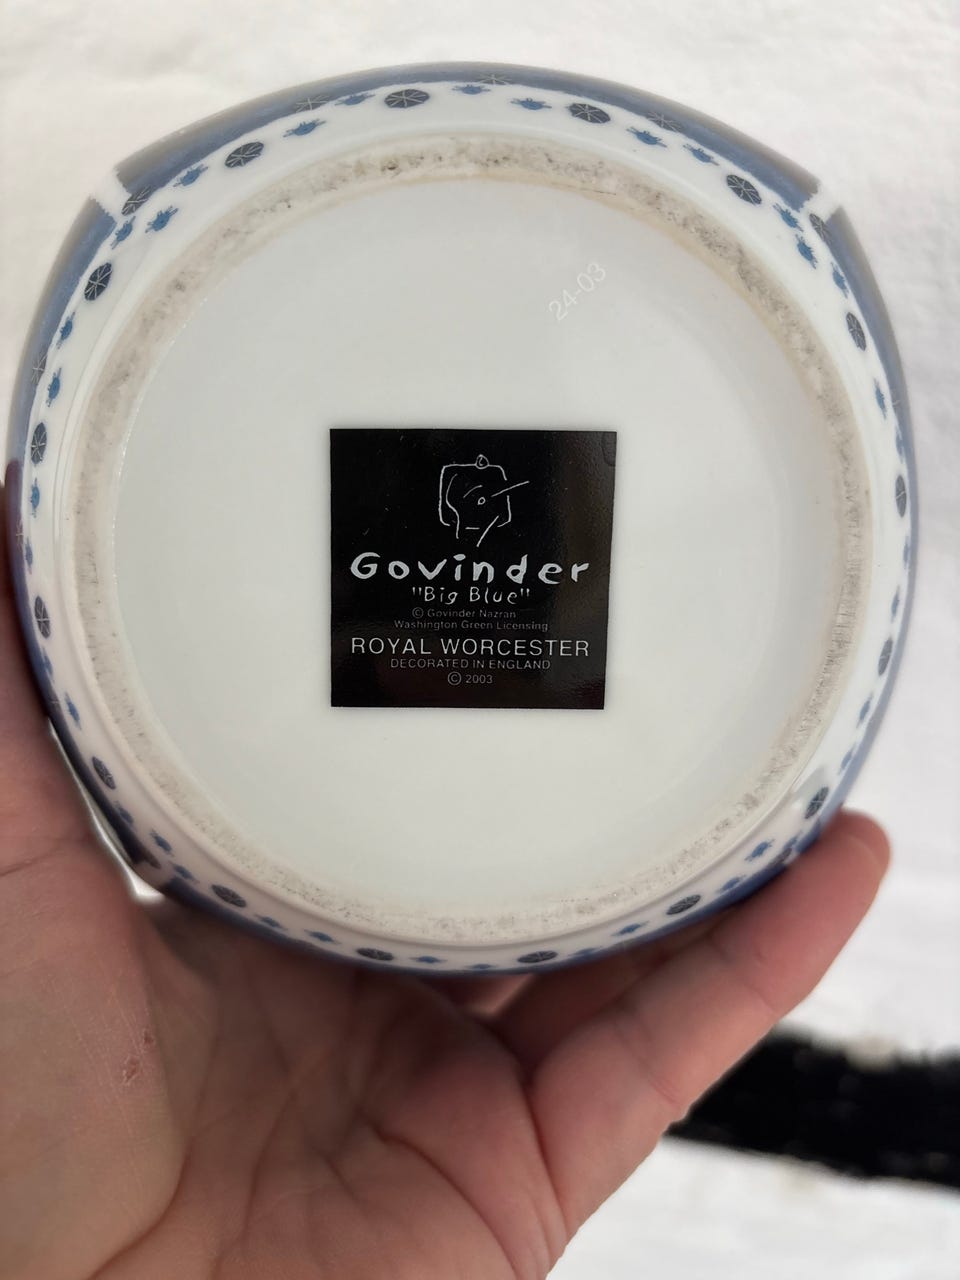 24-03
Govinder
"Big Blue"
© Govinder Nazran
Washington Green Licensing
ROYAL WORCESTER
DECORATED IN ENGLAND
© 2003